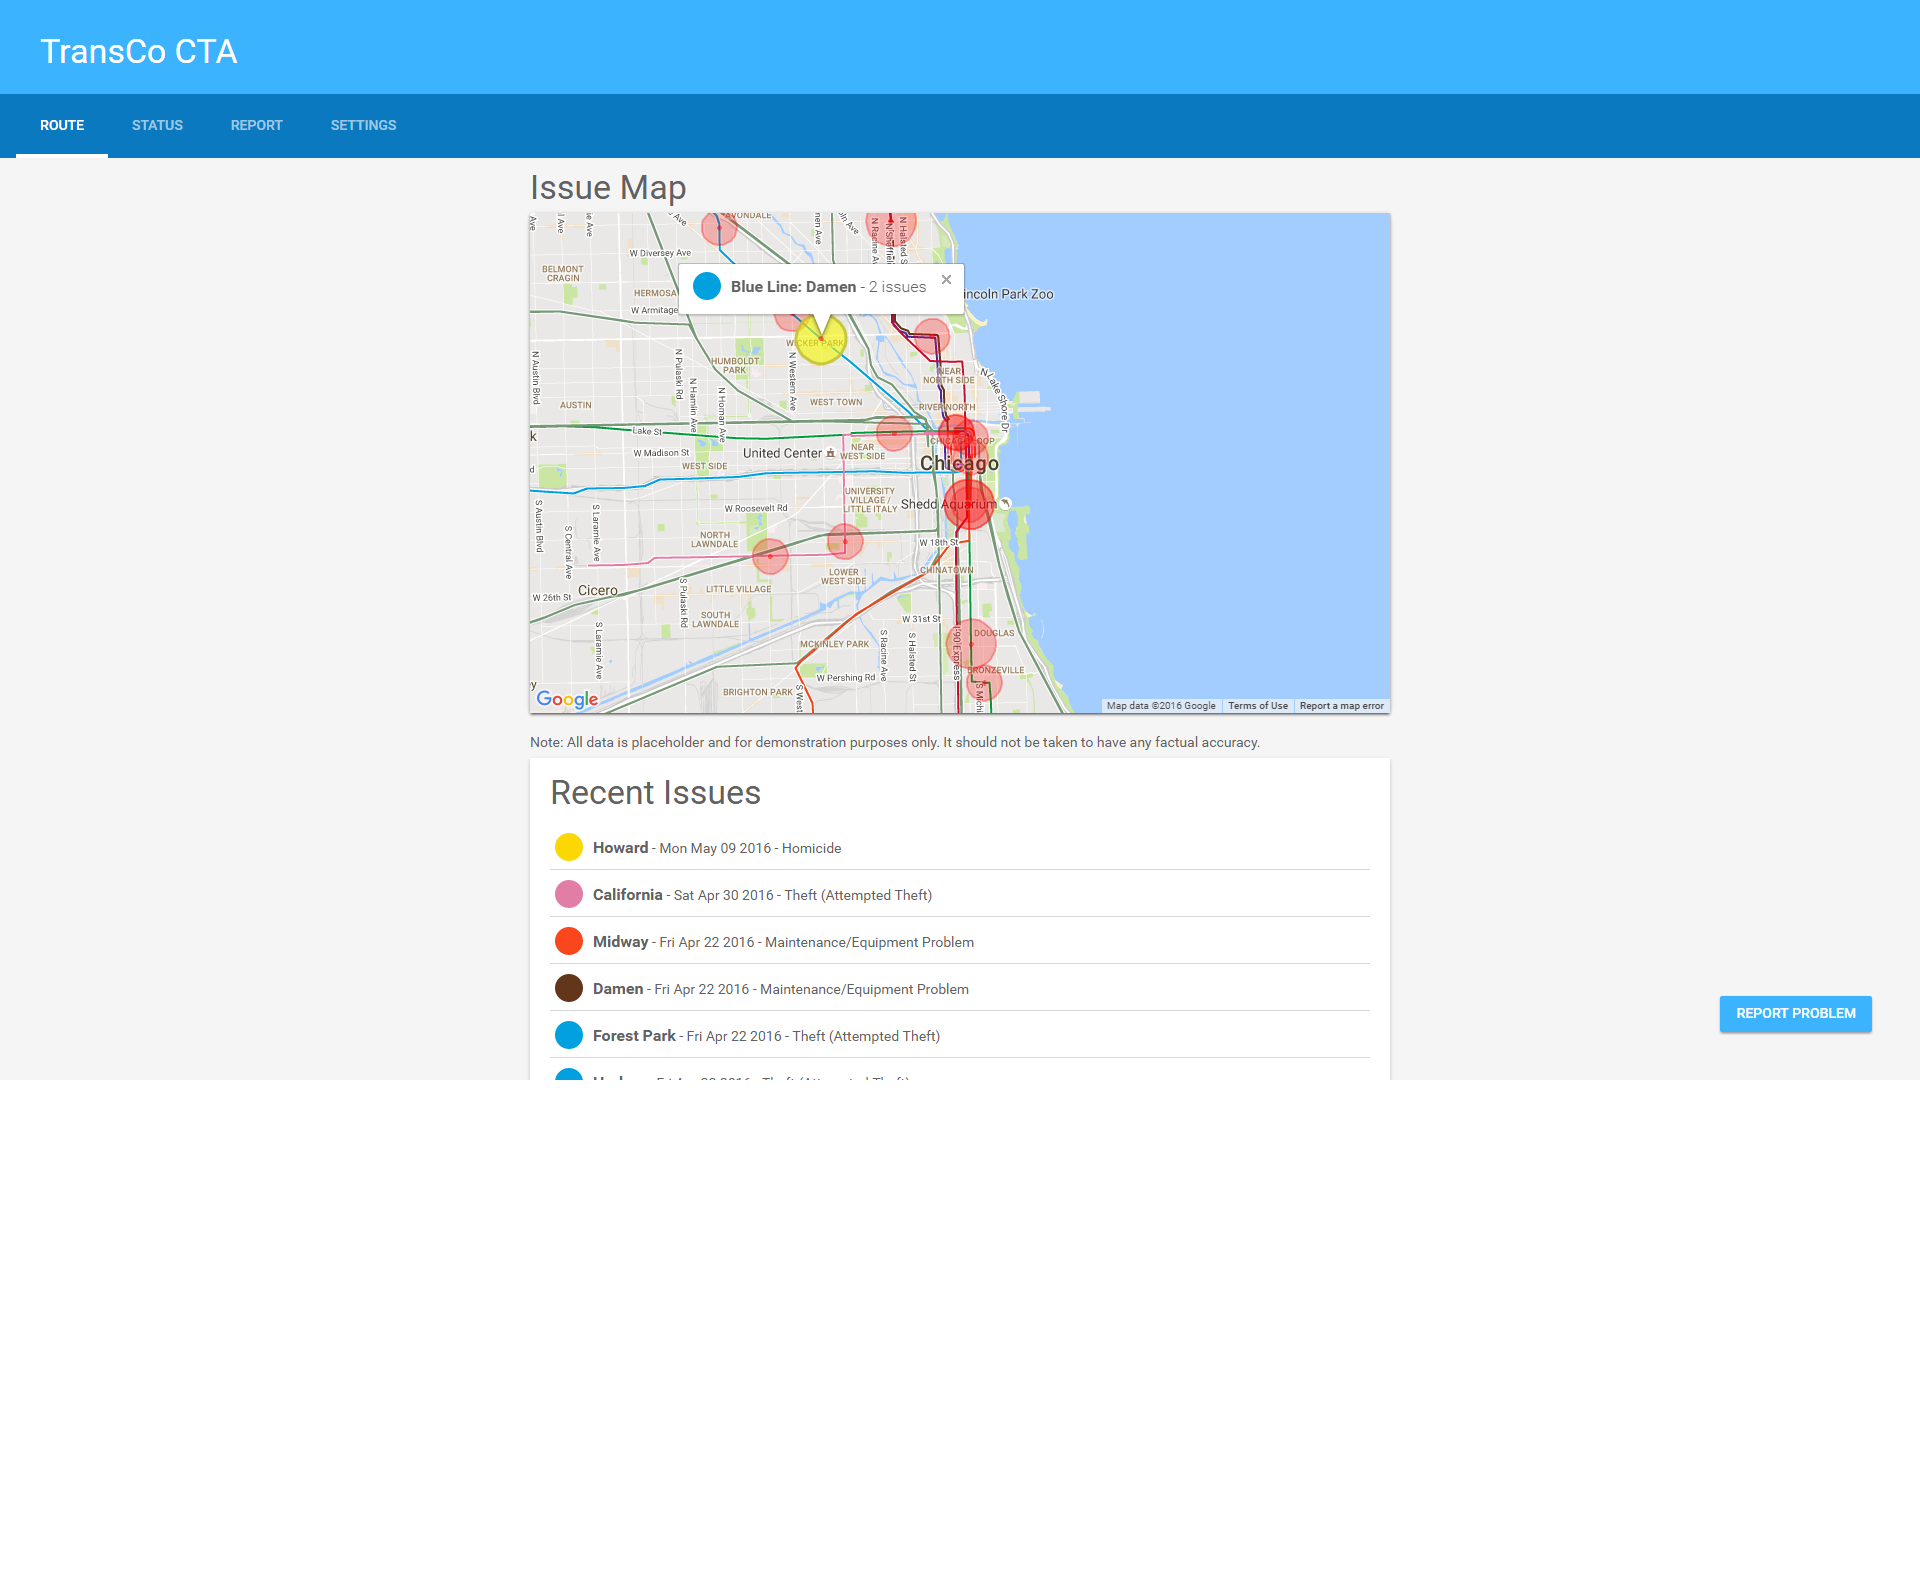 TransCo CTA
ROUTE STATUS REPORT SETTINGS
Issue Map
AVONDALE
W Diversey Ave
BELMONT
CRAGIN
HERMOSA
Blue Line: Damen - 2 issues
×
incoln Park Zoo
W Armitage
WICKER PARK
HUMBOLDT
PARK
N Austin Blvd
N Pulaski Rd
N Hamlin Ave
N Homan Ave
N Western Ave
NEAR
NORTH SIDE
N Lake Shore Dr
AUSTIN
WEST TOWN
RIVER NORTH
Lake St
W Madison St
United Center
NEAR
WEST SIDE
CHICAGO LOOP
Chicago
WEST SIDE
UNIVERSITY
VILLAGE /
LITTLE ITALY
Shedd Aquarium
W Roosevelt Rd
S Austin Blvd
S Central Ave
S Laramie Ave
NORTH
LAWNDALE
W 18th St
CHINATOWN
LOWER
WEST SIDE
Cicero
W 26th St
LITTLE VILLAGE
S Pulaski Rd
SOUTH
LAWNDALE
W 31st St
S Laramie Ave
MCKINLEY PARK
S Racine Ave
S Halsted St
I-90 Express
DOUGLAS
BRONZEVILLE
W Pershing Rd
BRIGHTON PARK
S West
S Michi
Google
Map data ©2016 Google Terms of Use Report a map error
Note: All data is placeholder and for demonstration purposes only. It should not be taken to have any factual accuracy.
Recent Issues
Howard - Mon May 09 2016 - Homicide
California - Sat Apr 30 2016 - Theft (Attempted Theft)
Midway - Fri Apr 22 2016 - Maintenance/Equipment Problem
Damen - Fri Apr 22 2016 - Maintenance/Equipment Problem
REPORT PROBLEM
Forest Park - Fri Apr 22 2016 - Theft (Attempted Theft)